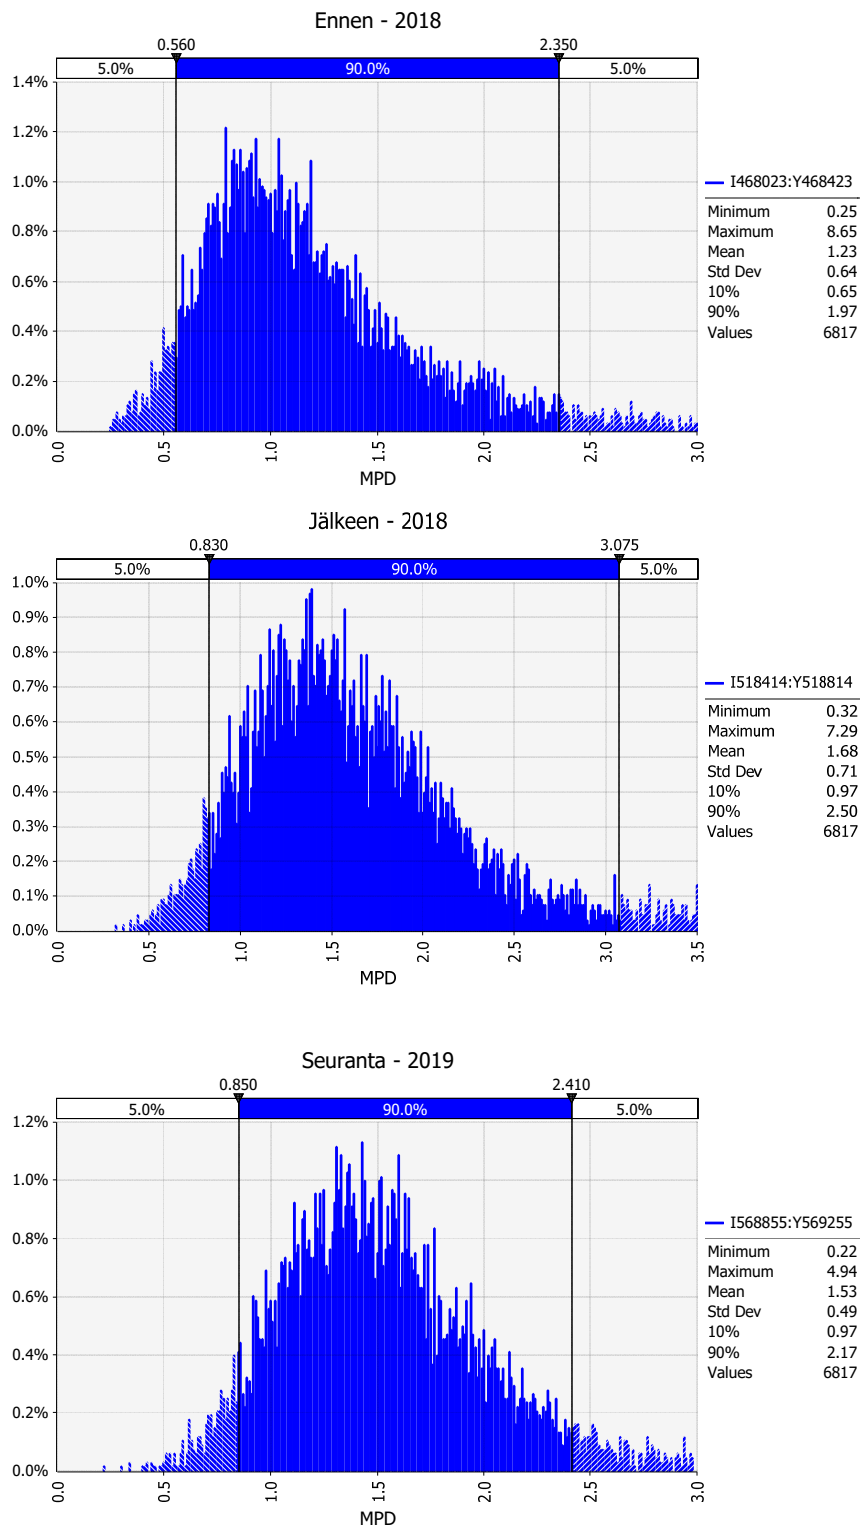 Ennen - 2018
0.560 2.350
5.0% 90.0% 5.0%
1.4%
1.2%
1.0%
0.8%
0.6%
0.4%
0.2%
0.0%
0.0 0.5 1.0 1.5 2.0 2.5 3.0
MPD
I468023:Y468423
Minimum 0.25
Maximum 8.65
Mean 1.23
Std Dev 0.64
10% 0.65
90% 1.97
Values 6817
Jälkeen - 2018
0.830 3.075
5.0% 90.0% 5.0%
1.0%
0.9%
0.8%
0.7%
0.6%
0.5%
0.4%
0.3%
0.2%
0.1%
0.0%
0.0 0.5 1.0 1.5 2.0 2.5 3.0 3.5
MPD
I518414:Y518814
Minimum 0.32
Maximum 7.29
Mean 1.68
Std Dev 0.71
10% 0.97
90% 2.50
Values 6817
Seuranta - 2019
0.850 2.410
5.0% 90.0% 5.0%
1.2%
1.0%
0.8%
0.6%
0.4%
0.2%
0.0%
0.0 0.5 1.0 1.5 2.0 2.5 3.0
MPD
I568855:Y569255
Minimum 0.22
Maximum 4.94
Mean 1.53
Std Dev 0.49
10% 0.97
90% 2.17
Values 6817